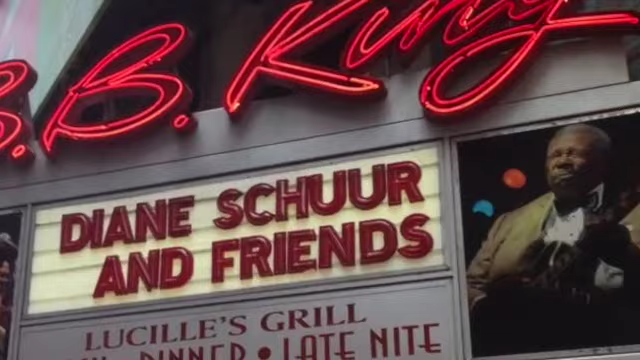 B.B. King
DIANE SCHUUR
AND FRIENDS
LUCILLE'S GRILL
DINNER • LATE NITE